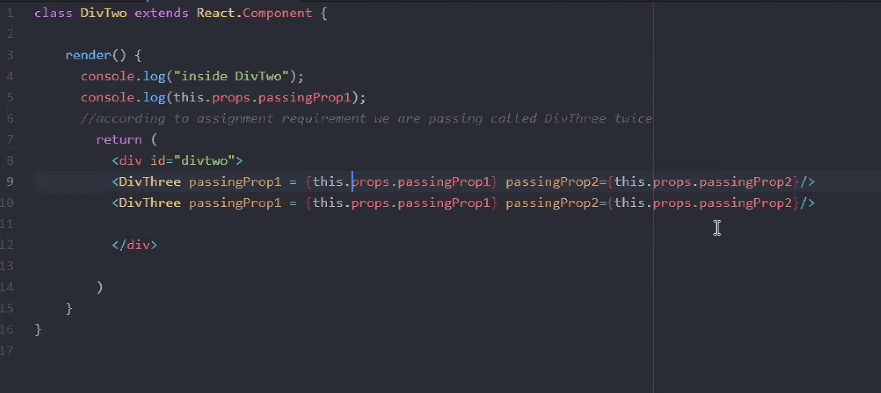 1 class DivTwo extends React.Component {
2
3 render() {
4 console.log("inside DivTwo");
5 console.log(this.props.passingProp1);
6 //according to assignment requirement we are passing called DivThree twice
7 return (
8 <div id="divtwo">
9 <DivThree passingProp1 = {this.props.passingProp1} passingProp2={this.props.passingProp2}/>
10 <DivThree passingProp1 = {this.props.passingProp1} passingProp2={this.props.passingProp2}/>
11
12 </div>
13
14 )
15 }
16 }
17